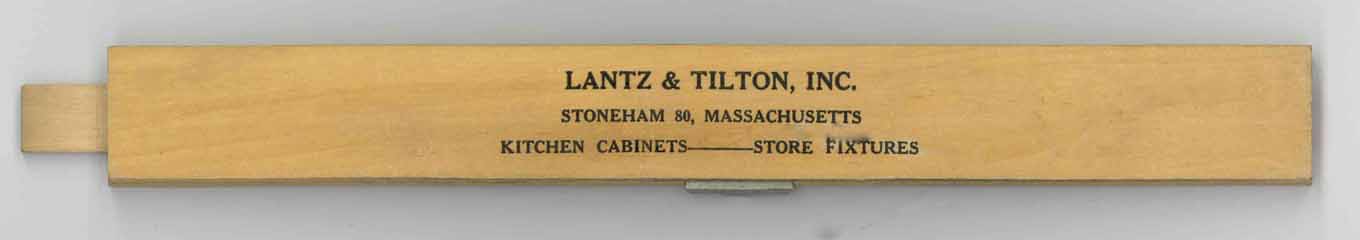 LANTZ & TILTON, INC.
STONEHAM 80, MASSACHUSETTS
KITCHEN CABINETS———STORE FIXTURES